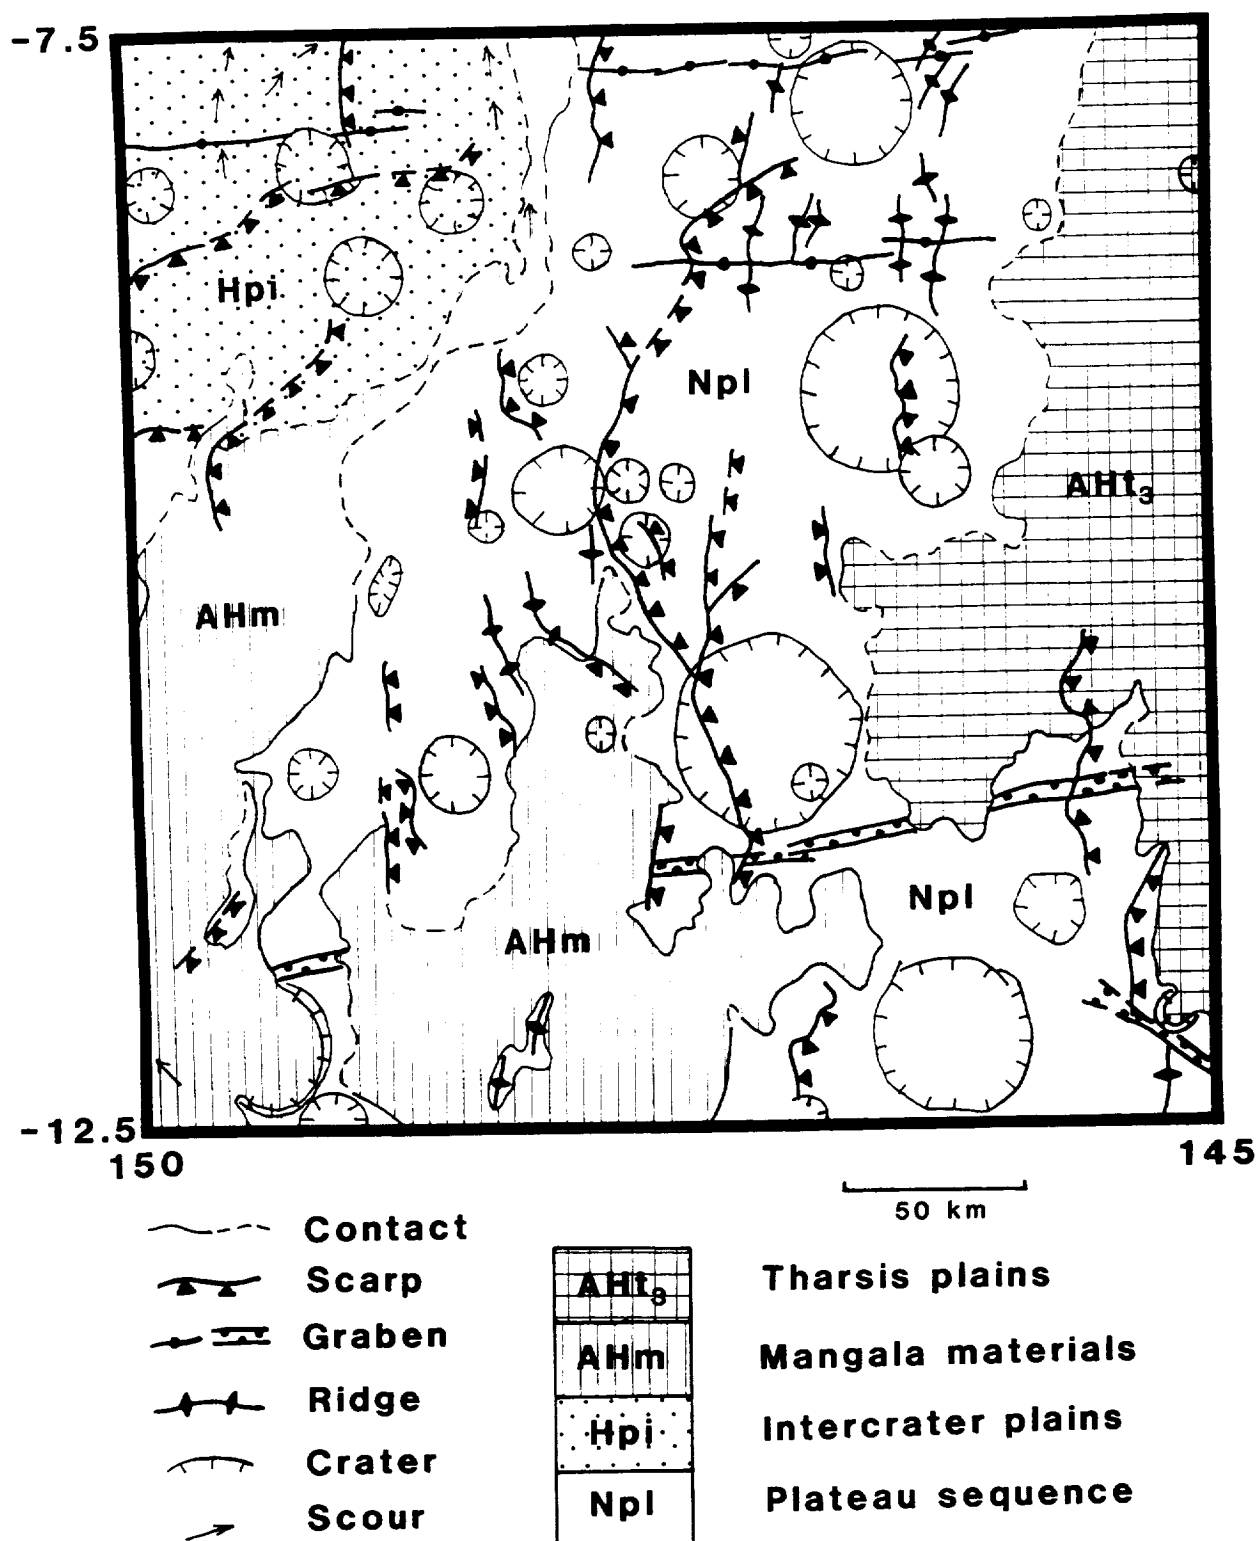 -7.5
Hpi
Npl
AHt3
AHm
Npl
AHm
-12.5
150
145
50 km
Contact
Scarp
Graben
Ridge
Crater
Scour
AHt3
Tharsis plains
AHm
Mangala materials
Hpi
Intercrater plains
Npl
Plateau sequence